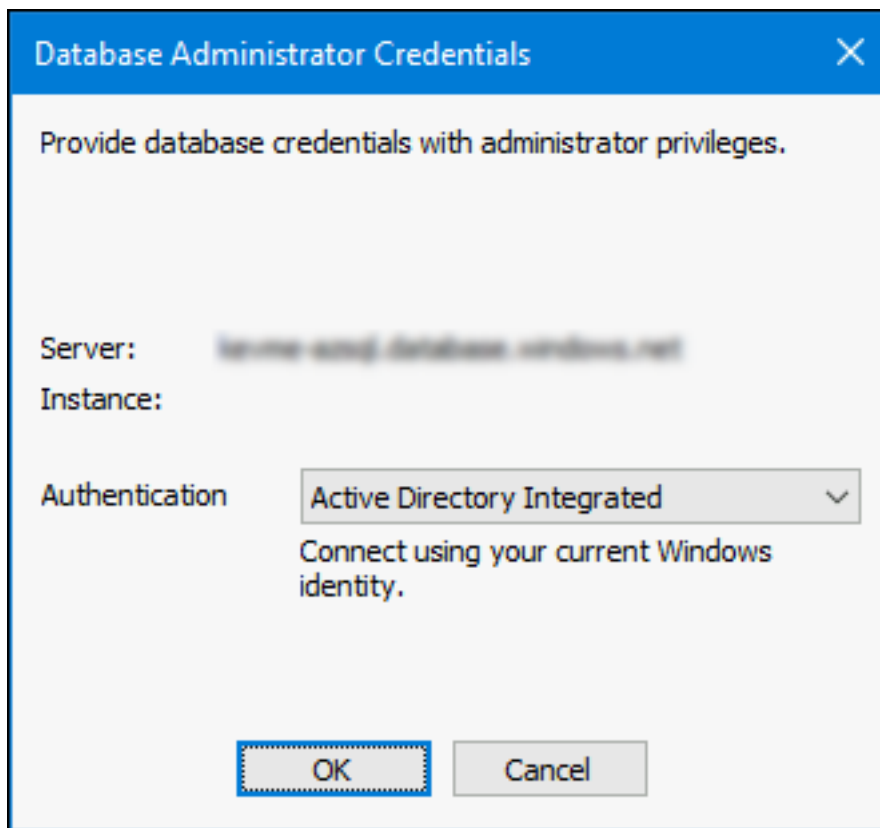 Database Administrator Credentials
Provide database credentials with administrator privileges.
Server:
Instance:
Authentication
Active Directory Integrated
Connect using your current Windows
identity.
OK
Cancel